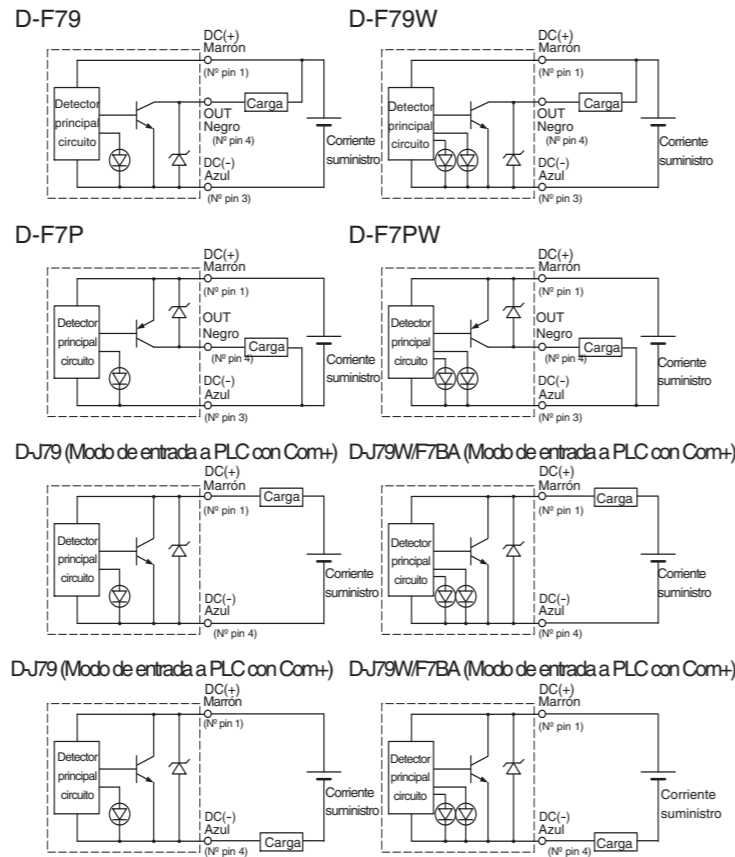 D-F79
DC(+)
Marrón
(Nº pin 1)
Detector
principal
circuito
Carga
OUT
Negro
(Nº pin 4)
Corriente
suministro
DC(-)
Azul
(Nº pin 3)
D-F79W
DC(+)
Marrón
(Nº pin 1)
Detector
principal
circuito
Carga
OUT
Negro
(Nº pin 4)
Corriente
suministro
DC(-)
Azul
(Nº pin 3)
D-F7P
DC(+)
Marrón
(Nº pin 1)
Detector
principal
circuito
OUT
Negro
Carga
(Nº pin 4)
Corriente
suministro
DC(-)
Azul
(Nº pin 3)
D-F7PW
DC(+)
Marrón
(Nº pin 1)
Detector
principal
circuito
OUT
Negro
Carga
(Nº pin 4)
Corriente
suministro
DC(-)
Azul
(Nº pin 3)
D-J79 (Modo de entrada a PLC con Com+)
DC(+)
Marrón
Carga
(Nº pin 1)
Detector
principal
circuito
Corriente
suministro
DC(-)
Azul
(Nº pin 4)
D-J79W/F7BA (Modo de entrada a PLC con Com+)
DC(+)
Marrón
Carga
(Nº pin 1)
Detector
principal
circuito
Corriente
suministro
DC(-)
Azul
(Nº pin 4)
D-J79 (Modo de entrada a PLC con Com+)
DC(+)
Marrón
(Nº pin 1)
Detector
principal
circuito
Corriente
suministro
DC(-)
Azul
Carga
(Nº pin 4)
D-J79W/F7BA (Modo de entrada a PLC con Com+)
DC(+)
Marrón
(Nº pin 1)
Detector
principal
circuito
Corriente
suministro
DC(-)
Azul
Carga
(Nº pin 4)